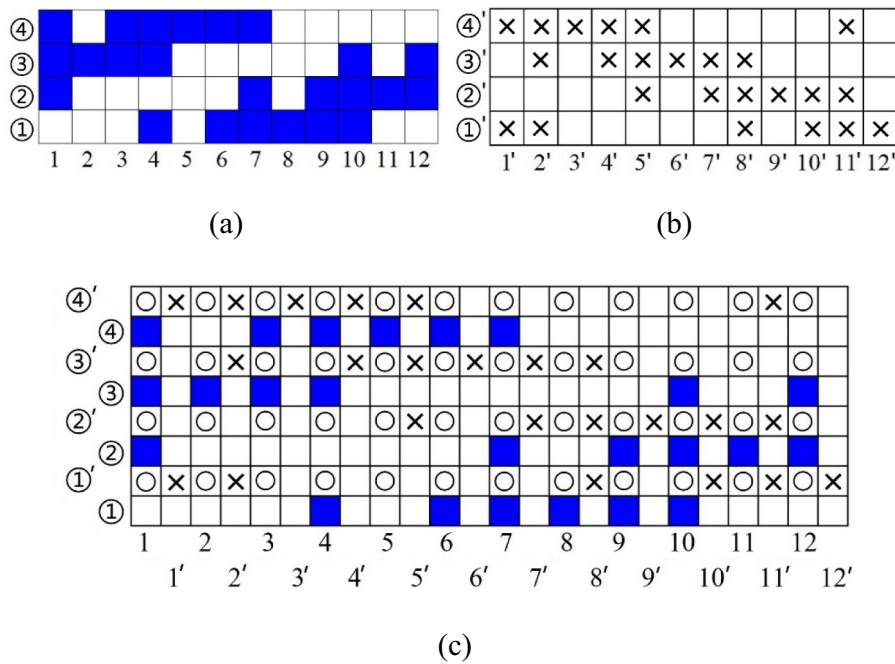 ④
③
②
①
1 2 3 4 5 6 7 8 9 10 11 12
(a)
④'
③'
②'
①'
1' 2' 3' 4' 5' 6' 7' 8' 9' 10' 11' 12'
(b)
④′
④
③′
③
②′
②
①′
①
1 2 3 4 5 6 7 8 9 10 11 12
1′ 2′ 3′ 4′ 5′ 6′ 7′ 8′ 9′ 10′ 11′ 12′
(c)